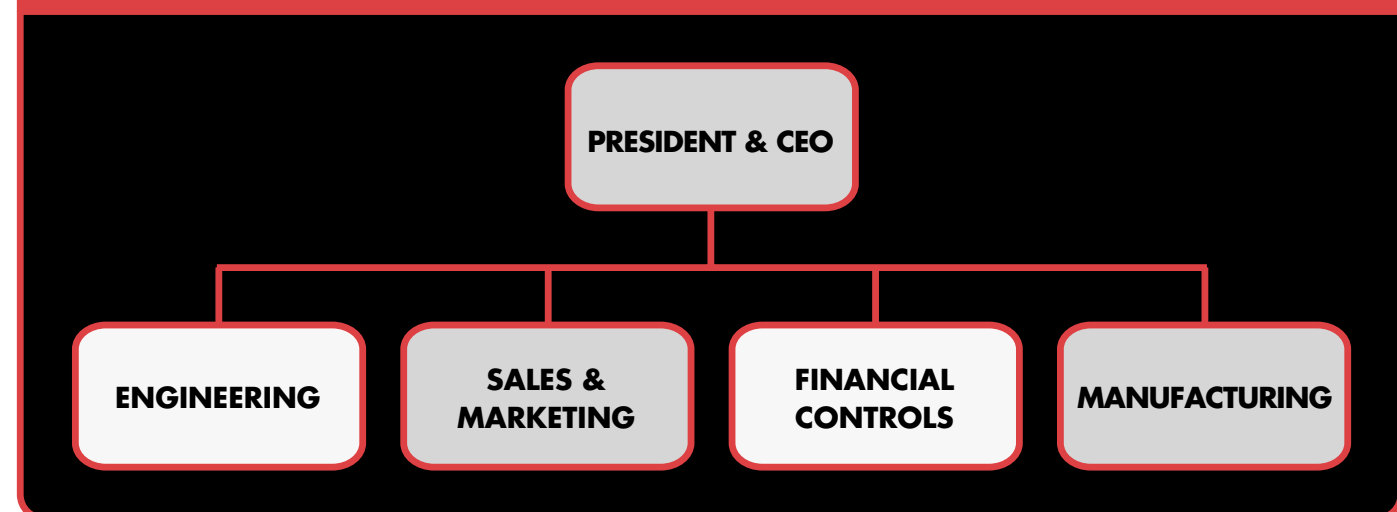 PRESIDENT & CEO
ENGINEERING
SALES &
MARKETING
FINANCIAL
CONTROLS
MANUFACTURING